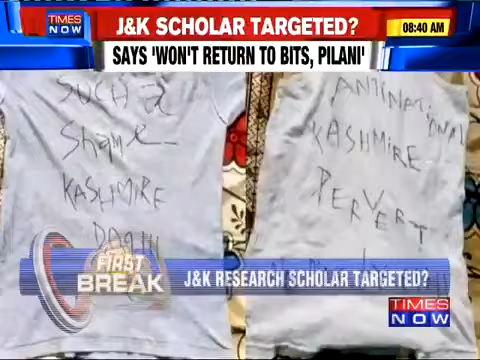 TIMES NOW
J&K SCHOLAR TARGETED?
08:40 AM
SAYS 'WON'T RETURN TO BITS, PILANI'
SUCH a
Shame
KASHMIRE
ANTINATIONAL
KASHMIRE
PERVERT
FIRST
BREAK
J&K RESEARCH SCHOLAR TARGETED?
TIMES
NOW